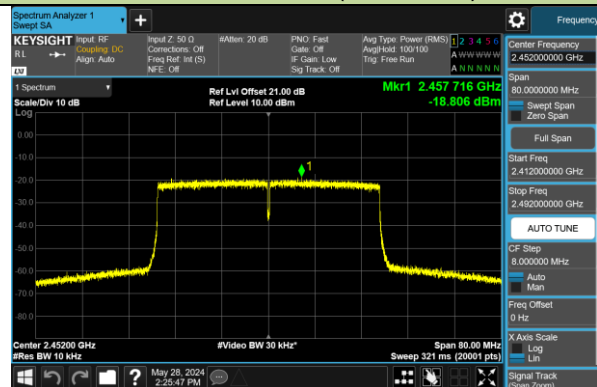 Spectrum Analyzer 1
Swept SA
+
Frequency
KEYSIGHT
RL
Input: RF
Coupling: DC
Align: Auto
Input Z: 50 Ω
Corrections: Off
Freq Ref: Int (S)
NFE: Off
#Atten: 20 dB
PNO: Fast
Gate: Off
IF Gain: Low
Sig Track: Off
Avg Type: Power (RMS)
Avg|Hold: 100/100
Trig: Free Run
1 2 3 4 5 6
A W W W W W
A N N N N N
LXI
1 Spectrum
Scale/Div 10 dB
Log
Ref Lvl Offset 21.00 dB
Ref Level 10.00 dBm
Mkr1 2.457 716 GHz
-18.806 dBm
0.00
-10.0
-20.0
-30.0
-40.0
-50.0
-60.0
-70.0
-80.0
1
Center 2.45200 GHz
#Res BW 10 kHz
#Video BW 30 kHz*
Span 80.00 MHz
Sweep 321 ms (20001 pts)
?
May 28, 2024
2:25:47 PM
Center Frequency
2.452000000 GHz
Span
80.0000000 MHz
Swept Span
Zero Span
Full Span
Start Freq
2.412000000 GHz
Stop Freq
2.492000000 GHz
AUTO TUNE
CF Step
8.000000 MHz
Auto
Man
Freq Offset
0 Hz
X Axis Scale
Log
Lin
Signal Track
(Span Zoom)